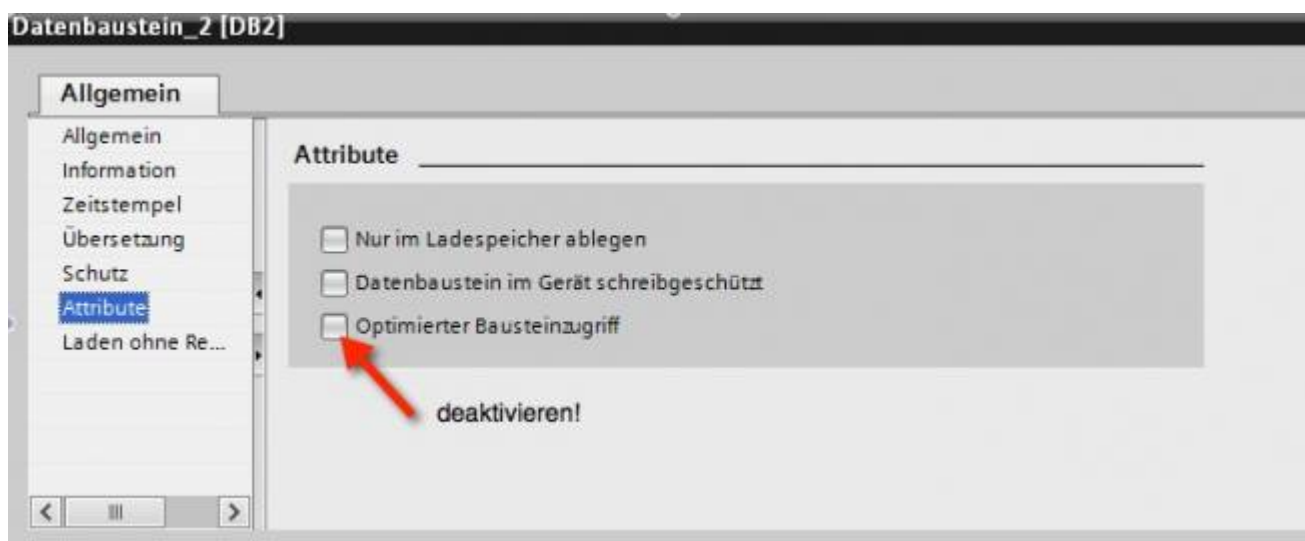 Datenbaustein_2 [DB2]
Allgemein
Allgemein
Information
Zeitstempel
Übersetzung
Schutz
Attribute
Laden ohne Re...
Attribute
Nur im Ladespeicher ablegen
Datenbaustein im Gerät schreibgeschützt
Optimierter Bausteinzugriff
deaktivieren!